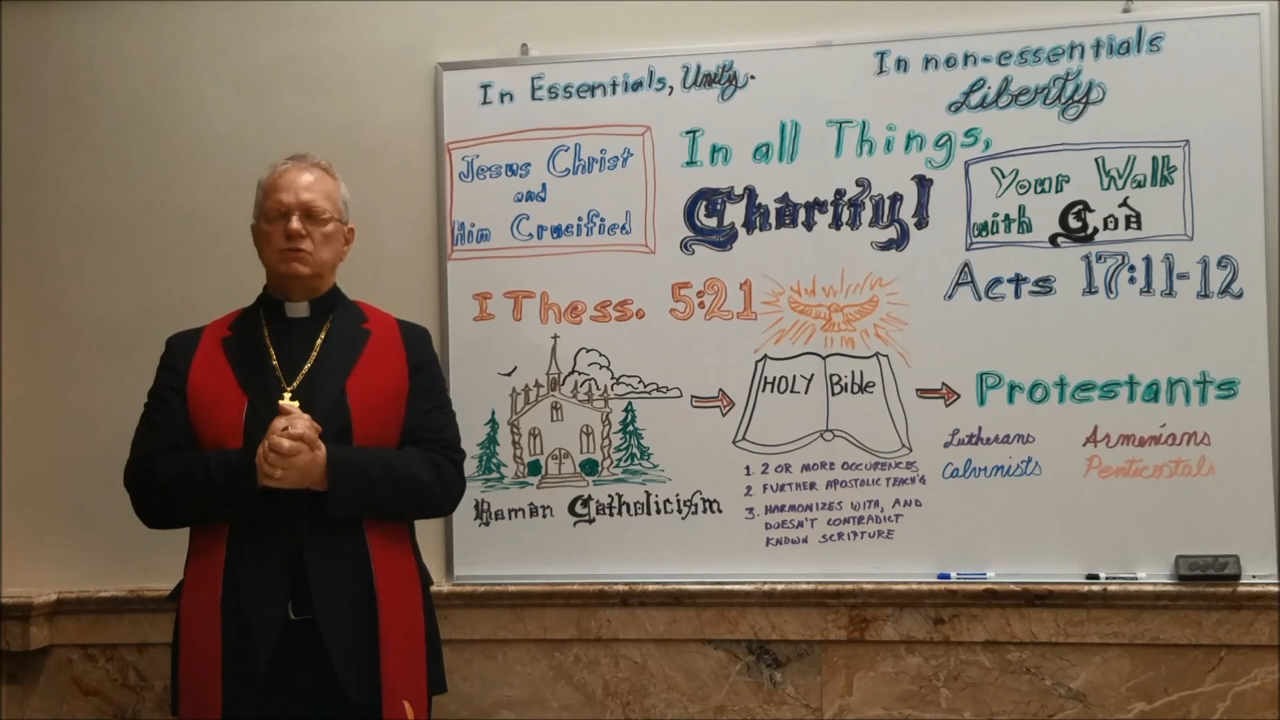 In Essentials, Unity.
In non-essentials
Liberty
In all Things,
Charity!
Jesus Christ
and
Him Crucified
Your Walk
with God
Acts 17:11-12
I Thess. 5:21
HOLY Bible
Protestants
Lutherans
Armenians
Calvinists
Pentecostals
Roman Catholicism
1. 2 OR MORE OCCURENCES
2. FURTHER APOSTOLIC TEACH'G
3. HARMONIZES WITH, AND
DOESN'T CONTRADICT
KNOWN SCRIPTURE